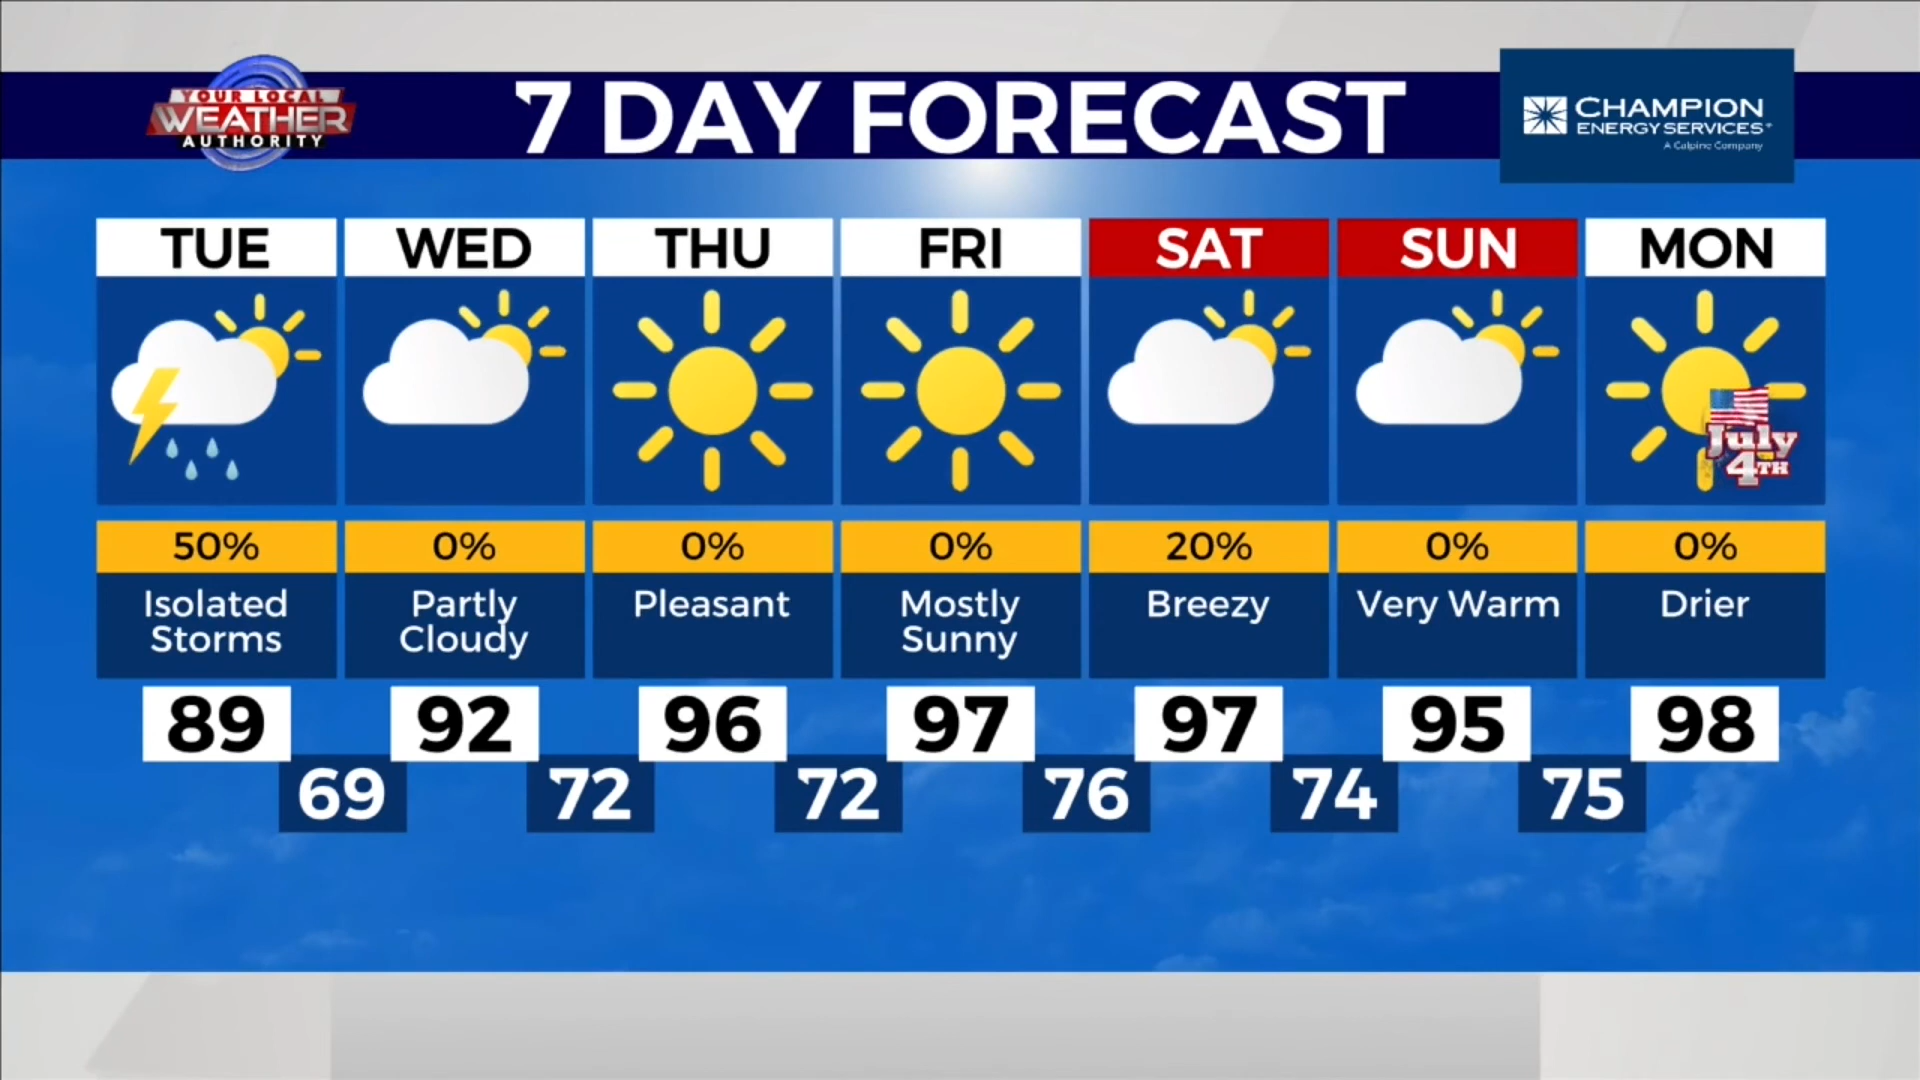 YOUR LOCAL
WEATHER
AUTHORITY
7 DAY FORECAST
CHAMPION
ENERGY SERVICES
A Calpine Company
TUE
WED
THU
FRI
SAT
SUN
MON
July
4TH
50%
0%
0%
0%
20%
0%
0%
Isolated
Storms
Partly
Cloudy
Pleasant
Mostly
Sunny
Breezy
Very Warm
Drier
89
92
96
97
97
95
98
69
72
72
76
74
75